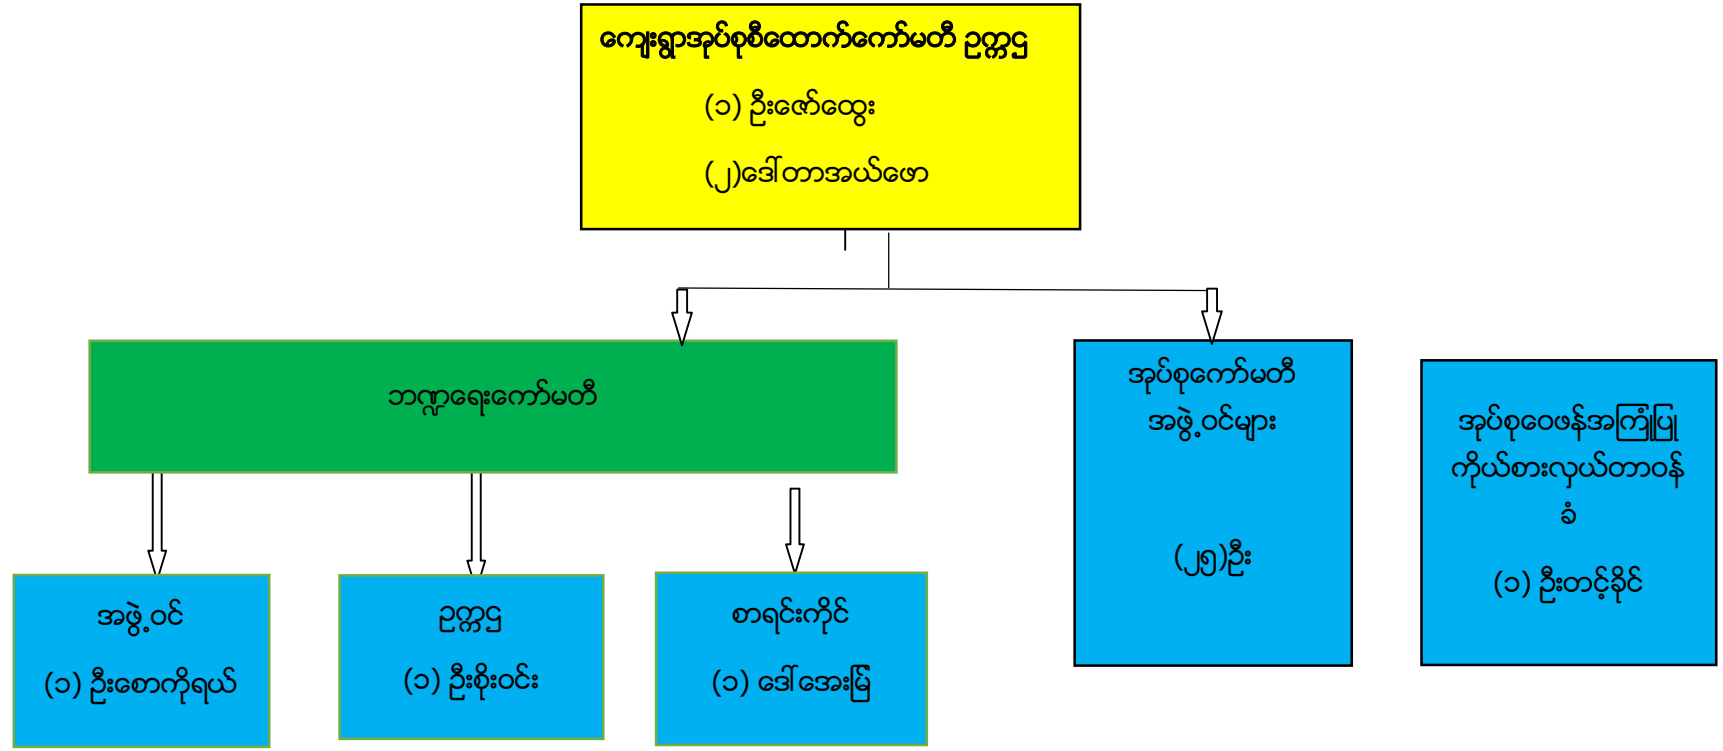 ကျေးရွာအုပ်စုစီထောက်ကော်မတီ ဥက္ကဌ
(၁) ဦးဇော်ထွေး
(၂)ဒေါ်တာအယ်ဖော
ဘဏ္ဍရေးကော်မတီ
အုပ်စုကော်မတီ
အဖွဲ့ဝင်များ
(၂၅)ဦး
အုပ်စုဝေဖန်အကြံပြု
ကိုယ်စားလှယ်တာဝန်
ခံ
(၁) ဦးတင့်ခိုင်
အဖွဲ့ဝင်
(၁) ဦးစောကိုရယ်
ဥက္ကဌ
(၁) ဦးစိုးဝင်း
စာရင်းကိုင်
(၁) ဒေါ်အေးမြိ